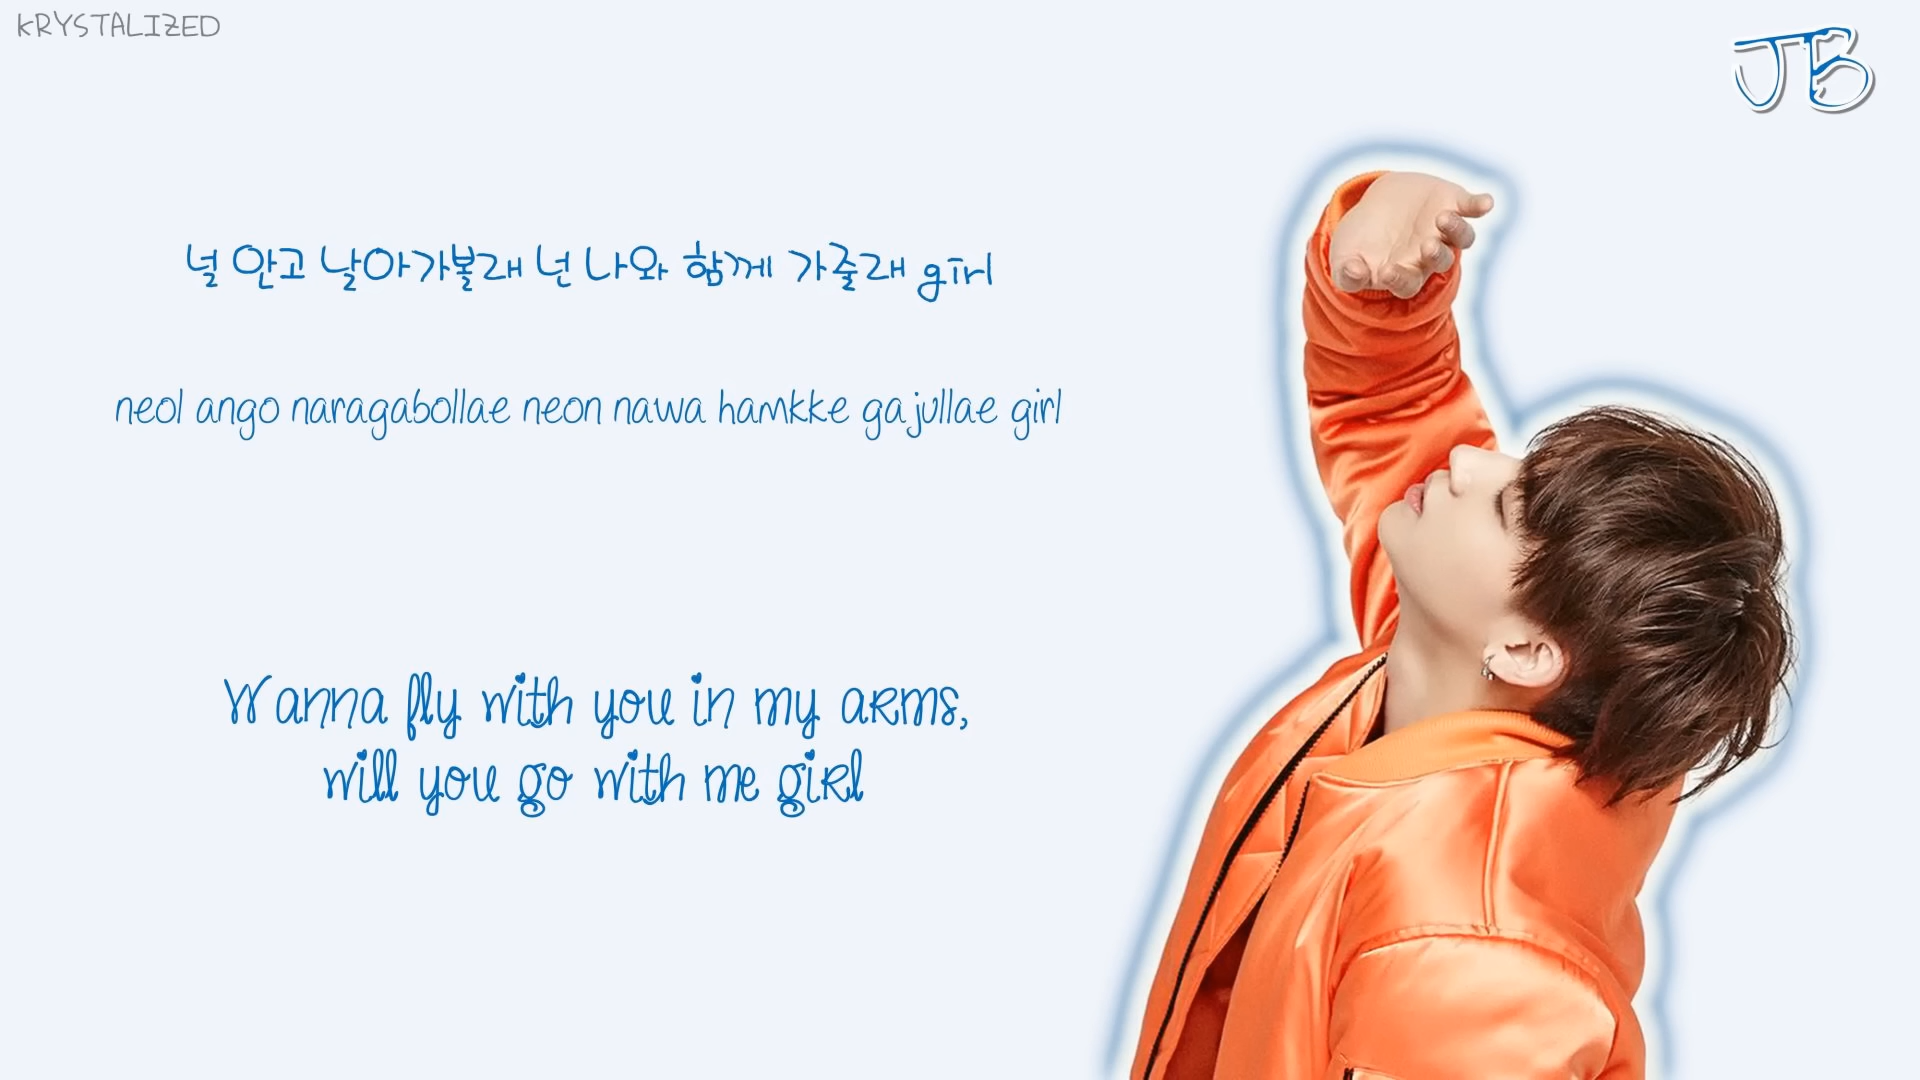 KRYSTALIZED
JB
널 안고 날아가볼래 넌 나와 함께 가줄래 girl
neol ango naragabollae neon nawa hamkke gajullae girl
Wanna fly with you in my arms,
will you go with me girl